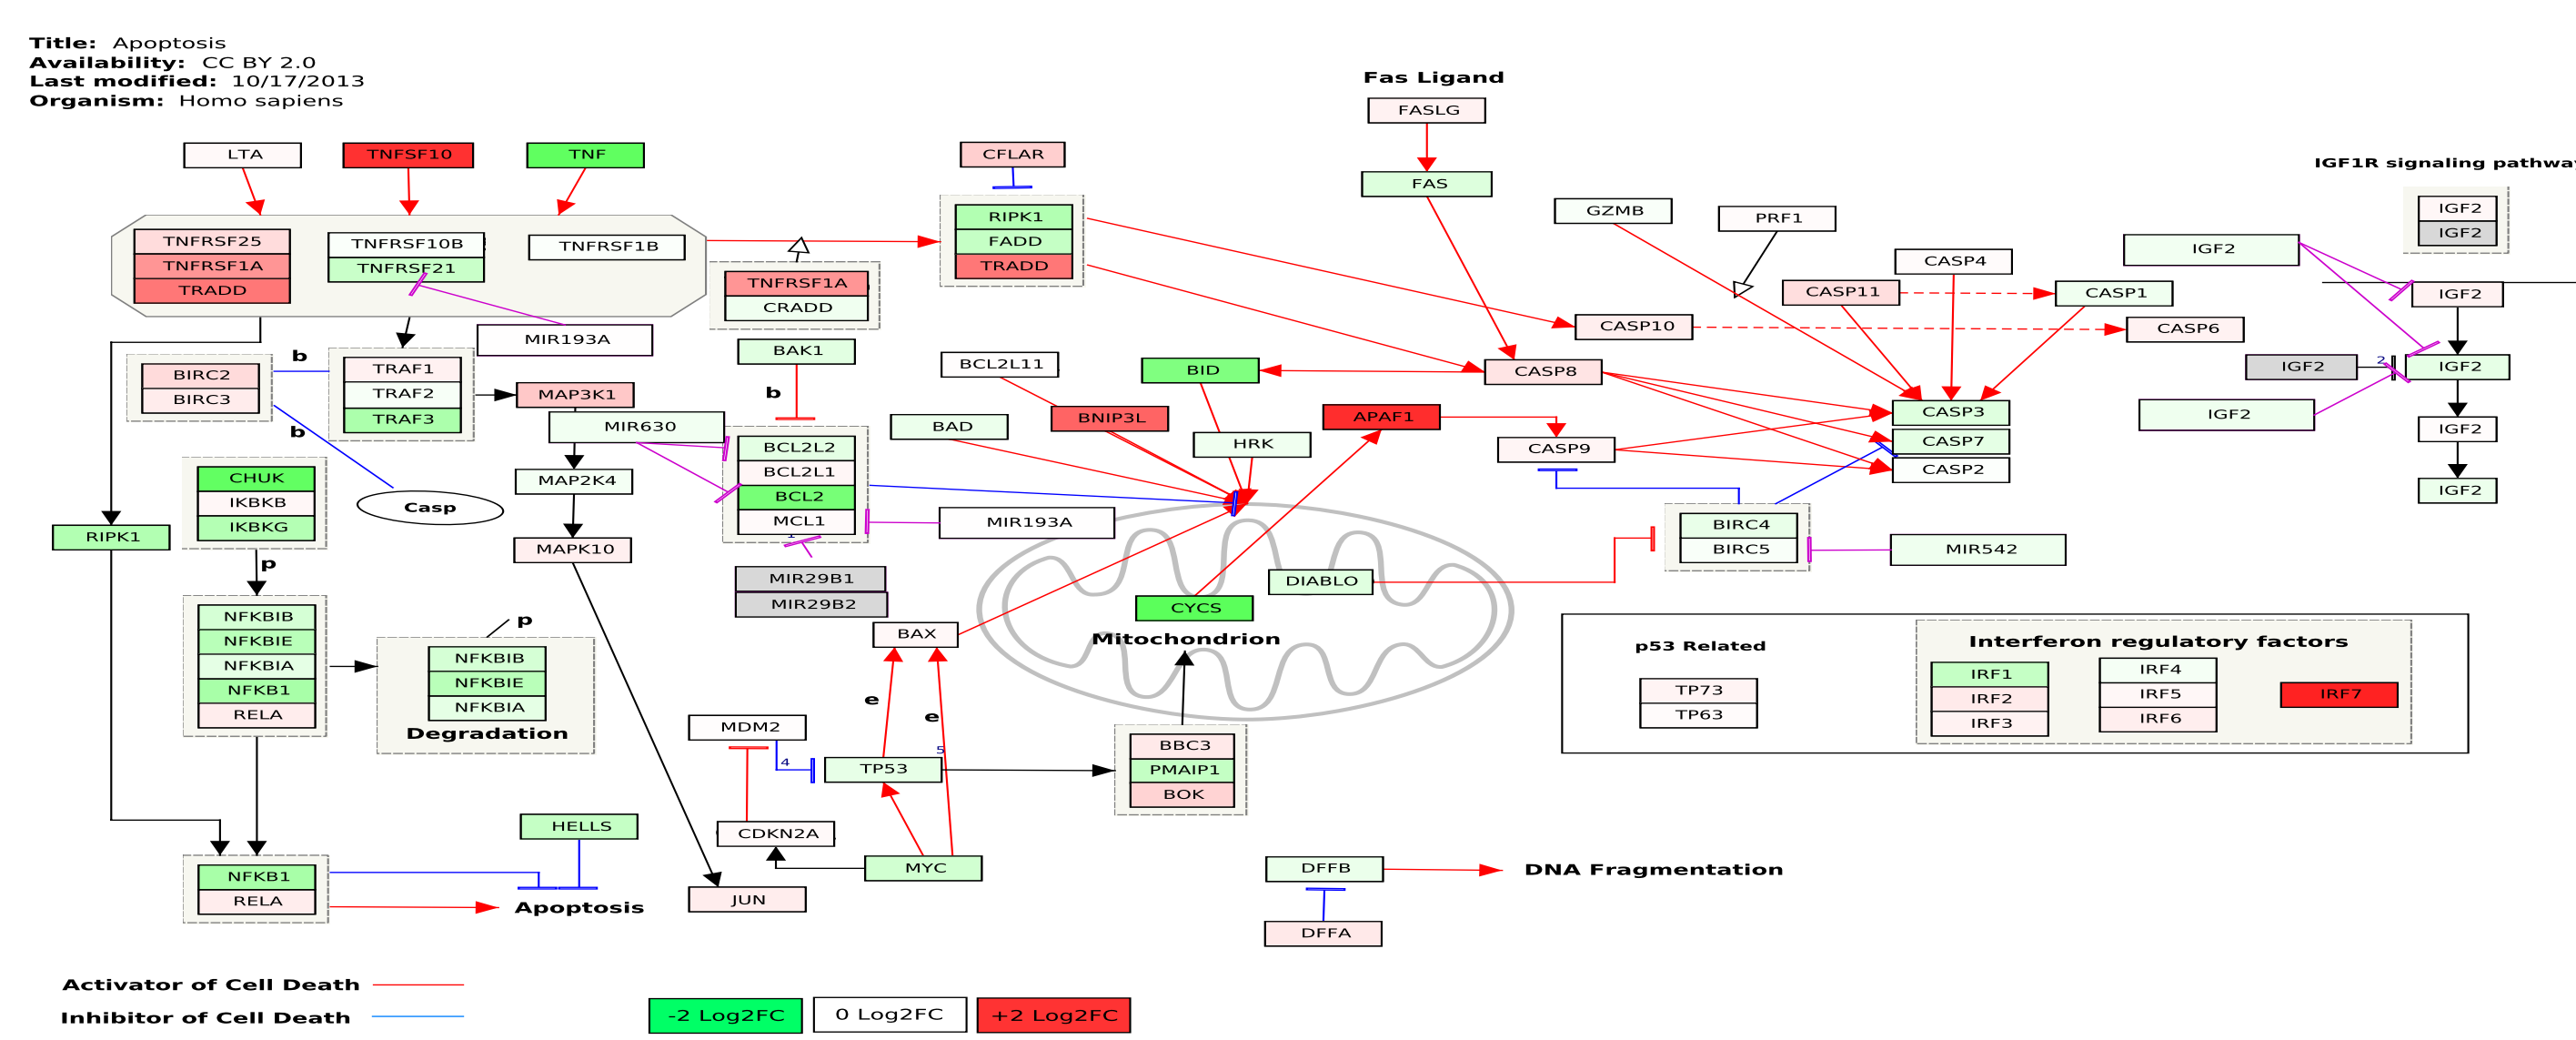 Title: Apoptosis
Availability: CC BY 2.0
Last modified: 10/17/2013
Organism: Homo sapiens
Fas Ligand
FASLG
LTA
TNFSF10
TNF
CFLAR
FAS
IGF1R signaling pathway
TNFRSF25
TNFRSF1A
TRADD
TNFRSF10B
TNFRSF21
TNFRSF1B
RIPK1
FADD
TRADD
GZMB
PRF1
CASP4
IGF2
IGF2
IGF2
TNFRSF1A
CRADD
CASP11
CASP1
IGF2
MIR193A
CASP10
CASP6
b
BAK1
BCL2L11
BID
CASP8
2
IGF2
IGF2
BIRC2
BIRC3
TRAF1
TRAF2
TRAF3
MAP3K1
b
BNIP3L
APAF1
CASP3
IGF2
b
MIR630
BAD
HRK
CASP9
CASP7
CASP2
IGF2
BCL2L2
BCL2L1
BCL2
MCL1
1
CHUK
IKBKB
IKBKG
MAP2K4
IGF2
Casp
MIR193A
BIRC4
BIRC5
RIPK1
MAPK10
MIR542
p
MIR29B1
MIR29B2
DIABLO
CYCS
NFKBIB
NFKBIE
NFKBIA
NFKB1
RELA
p
BAX
Mitochondrion
p53 Related
TP73
TP63
Interferon regulatory factors
IRF1
IRF2
IRF3
IRF4
IRF5
IRF6
IRF7
NFKBIB
NFKBIE
NFKBIA
Degradation
e
e
MDM2
5
4
TP53
BBC3
PMAIP1
BOK
HELLS
CDKN2A
MYC
DFFB
DNA Fragmentation
NFKB1
RELA
Apoptosis
JUN
DFFA
Activator of Cell Death
Inhibitor of Cell Death
-2 Log2FC
0 Log2FC
+2 Log2FC